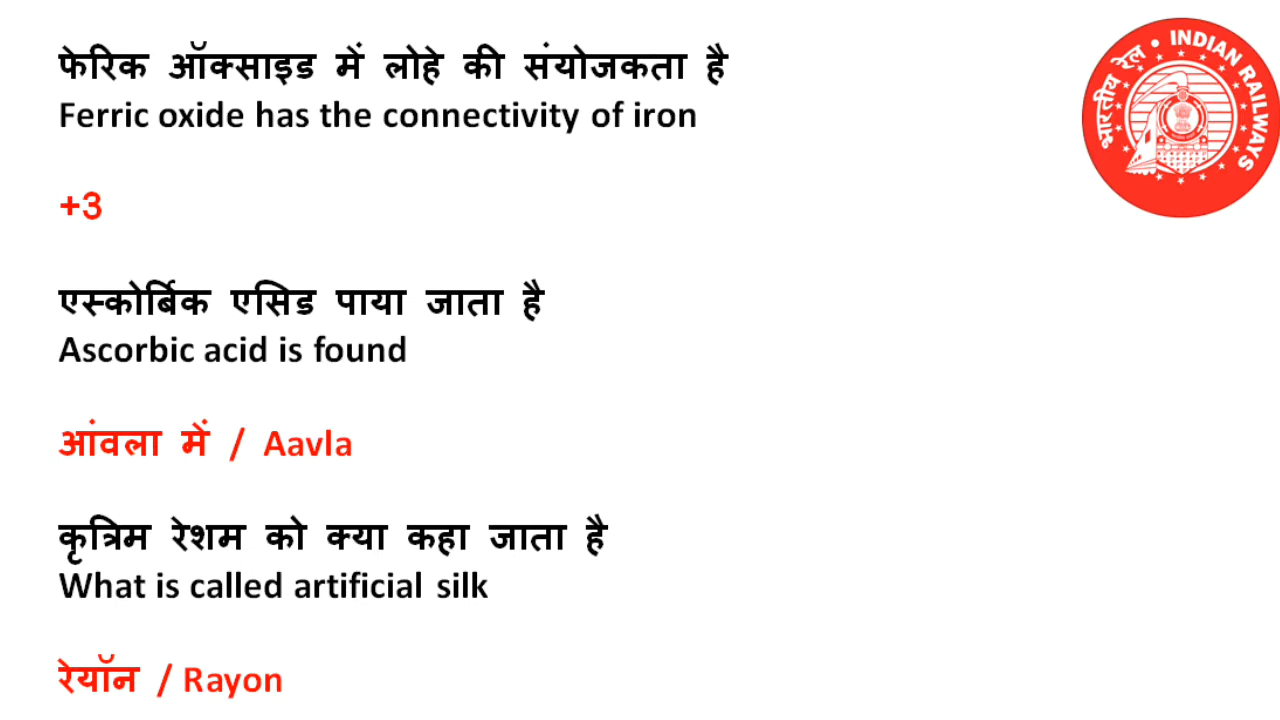 फेरिक ऑक्साइड में लोहे की संयोजकता है
Ferric oxide has the connectivity of iron
+3
एस्कोर्बिक एसिड पाया जाता है
Ascorbic acid is found
आंवला में / Aavla
कृत्रिम रेशम को क्या कहा जाता है
What is called artificial silk
रेयॉन / Rayon
भारतीय रेल • INDIAN RAILWAYS